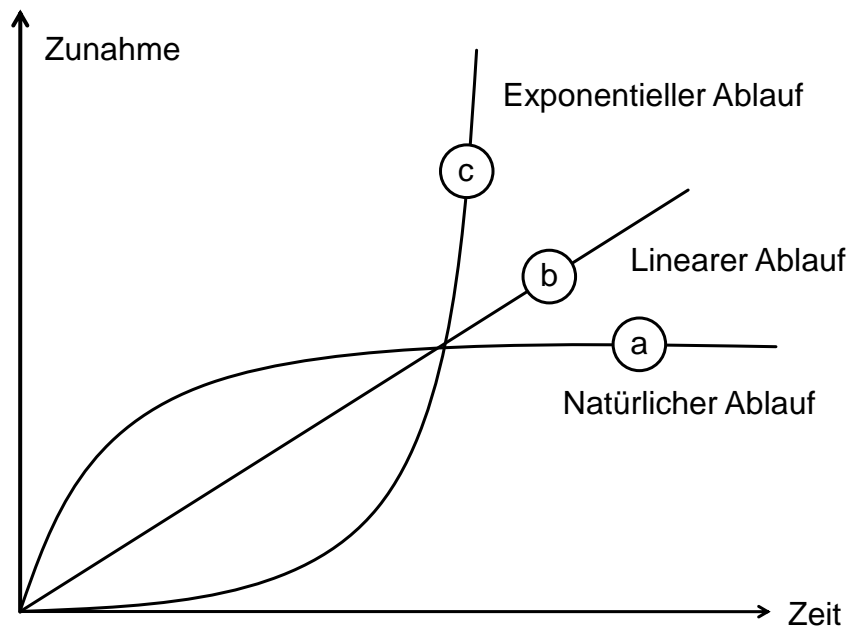 Zunahme
Exponentieller Ablauf
c
Linearer Ablauf
b
a
Natürlicher Ablauf
Zeit